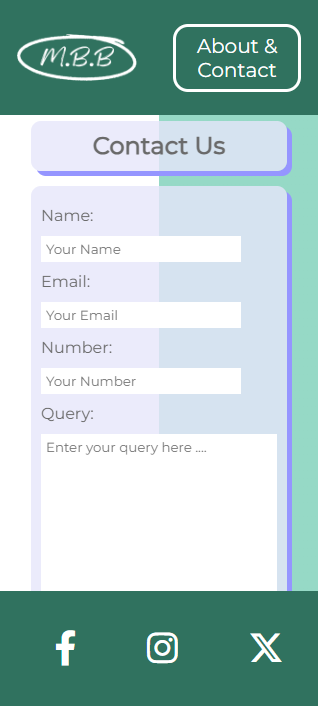 M.B.B
About &
Contact
Contact Us
Name:
Your Name
Email:
Your Email
Number:
Your Number
Query:
Enter your query here ....